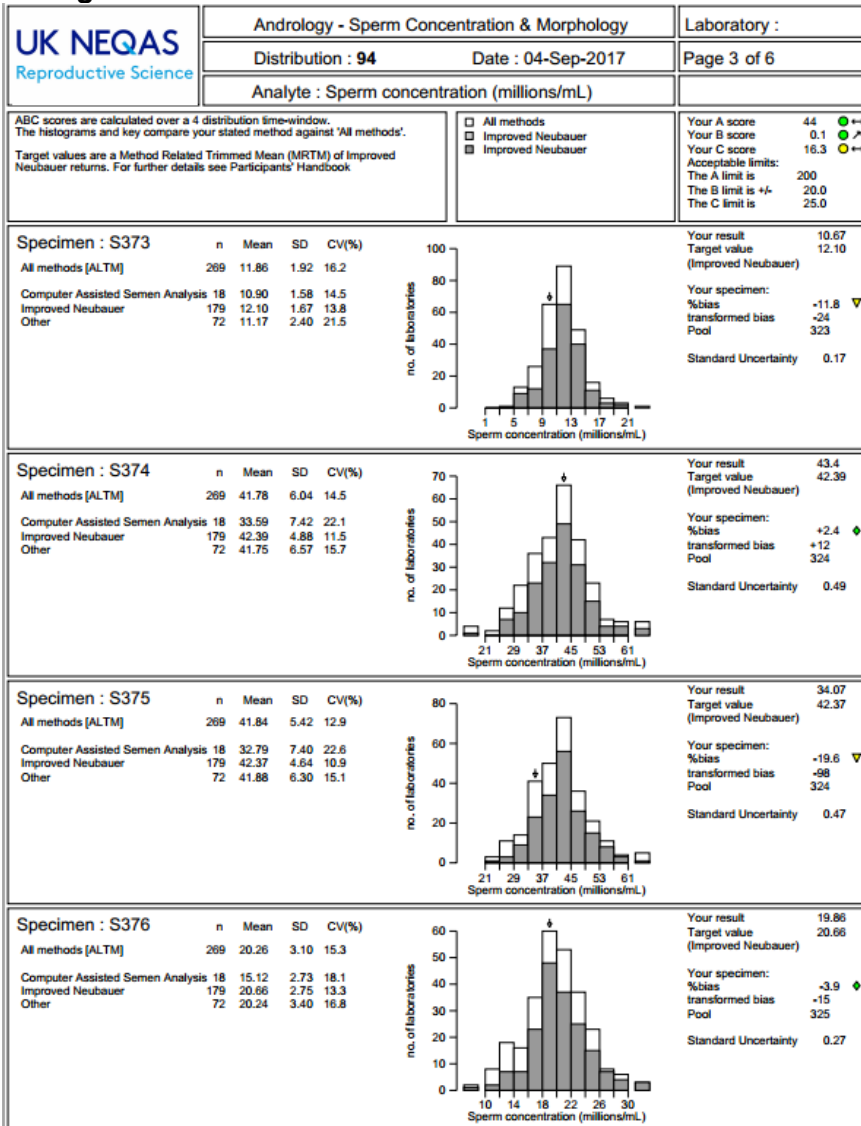 UK NEQAS
Reproductive Science
Andrology - Sperm Concentration & Morphology
Laboratory :
Distribution : 94 Date : 04-Sep-2017
Page 3 of 6
Analyte : Sperm concentration (millions/mL)
ABC scores are calculated over a 4 distribution time-window.
The histograms and key compare your stated method against 'All methods'.
Target values are a Method Related Trimmed Mean (MRTM) of Improved
Neubauer returns. For further details see Participants' Handbook
All methods
Improved Neubauer
Improved Neubauer
Your A score 44
Your B score 0.1
Your C score 16.3
Acceptable limits:
The A limit is 200
The B limit is +/- 20.0
The C limit is 25.0
Specimen : S373 n Mean SD CV(%)
All methods [ALTM] 269 11.86 1.92 16.2
Computer Assisted Semen Analysis 18 10.90 1.58 14.5
Improved Neubauer 179 12.10 1.67 13.8
Other 72 11.17 2.40 21.5
no. of laboratories
100
80
60
40
20
0
1 5 9 13 17 21
Sperm concentration (millions/mL)
Your result 10.67
Target value 12.10
(Improved Neubauer)
Your specimen:
%bias -11.8
transformed bias -24
Pool 323
Standard Uncertainty 0.17
Specimen : S374 n Mean SD CV(%)
All methods [ALTM] 269 41.78 6.04 14.5
Computer Assisted Semen Analysis 18 33.59 7.42 22.1
Improved Neubauer 179 42.39 4.88 11.5
Other 72 41.75 6.57 15.7
no. of laboratories
70
60
50
40
30
20
10
0
21 29 37 45 53 61
Sperm concentration (millions/mL)
Your result 43.4
Target value 42.39
(Improved Neubauer)
Your specimen:
%bias +2.4
transformed bias +12
Pool 324
Standard Uncertainty 0.49
Specimen : S375 n Mean SD CV(%)
All methods [ALTM] 269 41.84 5.42 12.9
Computer Assisted Semen Analysis 18 32.79 7.40 22.6
Improved Neubauer 179 42.37 4.64 10.9
Other 72 41.88 6.30 15.1
no. of laboratories
80
60
40
20
0
21 29 37 45 53 61
Sperm concentration (millions/mL)
Your result 34.07
Target value 42.37
(Improved Neubauer)
Your specimen:
%bias -19.6
transformed bias -98
Pool 324
Standard Uncertainty 0.47
Specimen : S376 n Mean SD CV(%)
All methods [ALTM] 269 20.26 3.10 15.3
Computer Assisted Semen Analysis 18 15.12 2.73 18.1
Improved Neubauer 179 20.66 2.75 13.3
Other 72 20.24 3.40 16.8
no. of laboratories
60
50
40
30
20
10
0
10 14 18 22 26 30
Sperm concentration (millions/mL)
Your result 19.86
Target value 20.66
(Improved Neubauer)
Your specimen:
%bias -3.9
transformed bias -15
Pool 325
Standard Uncertainty 0.27